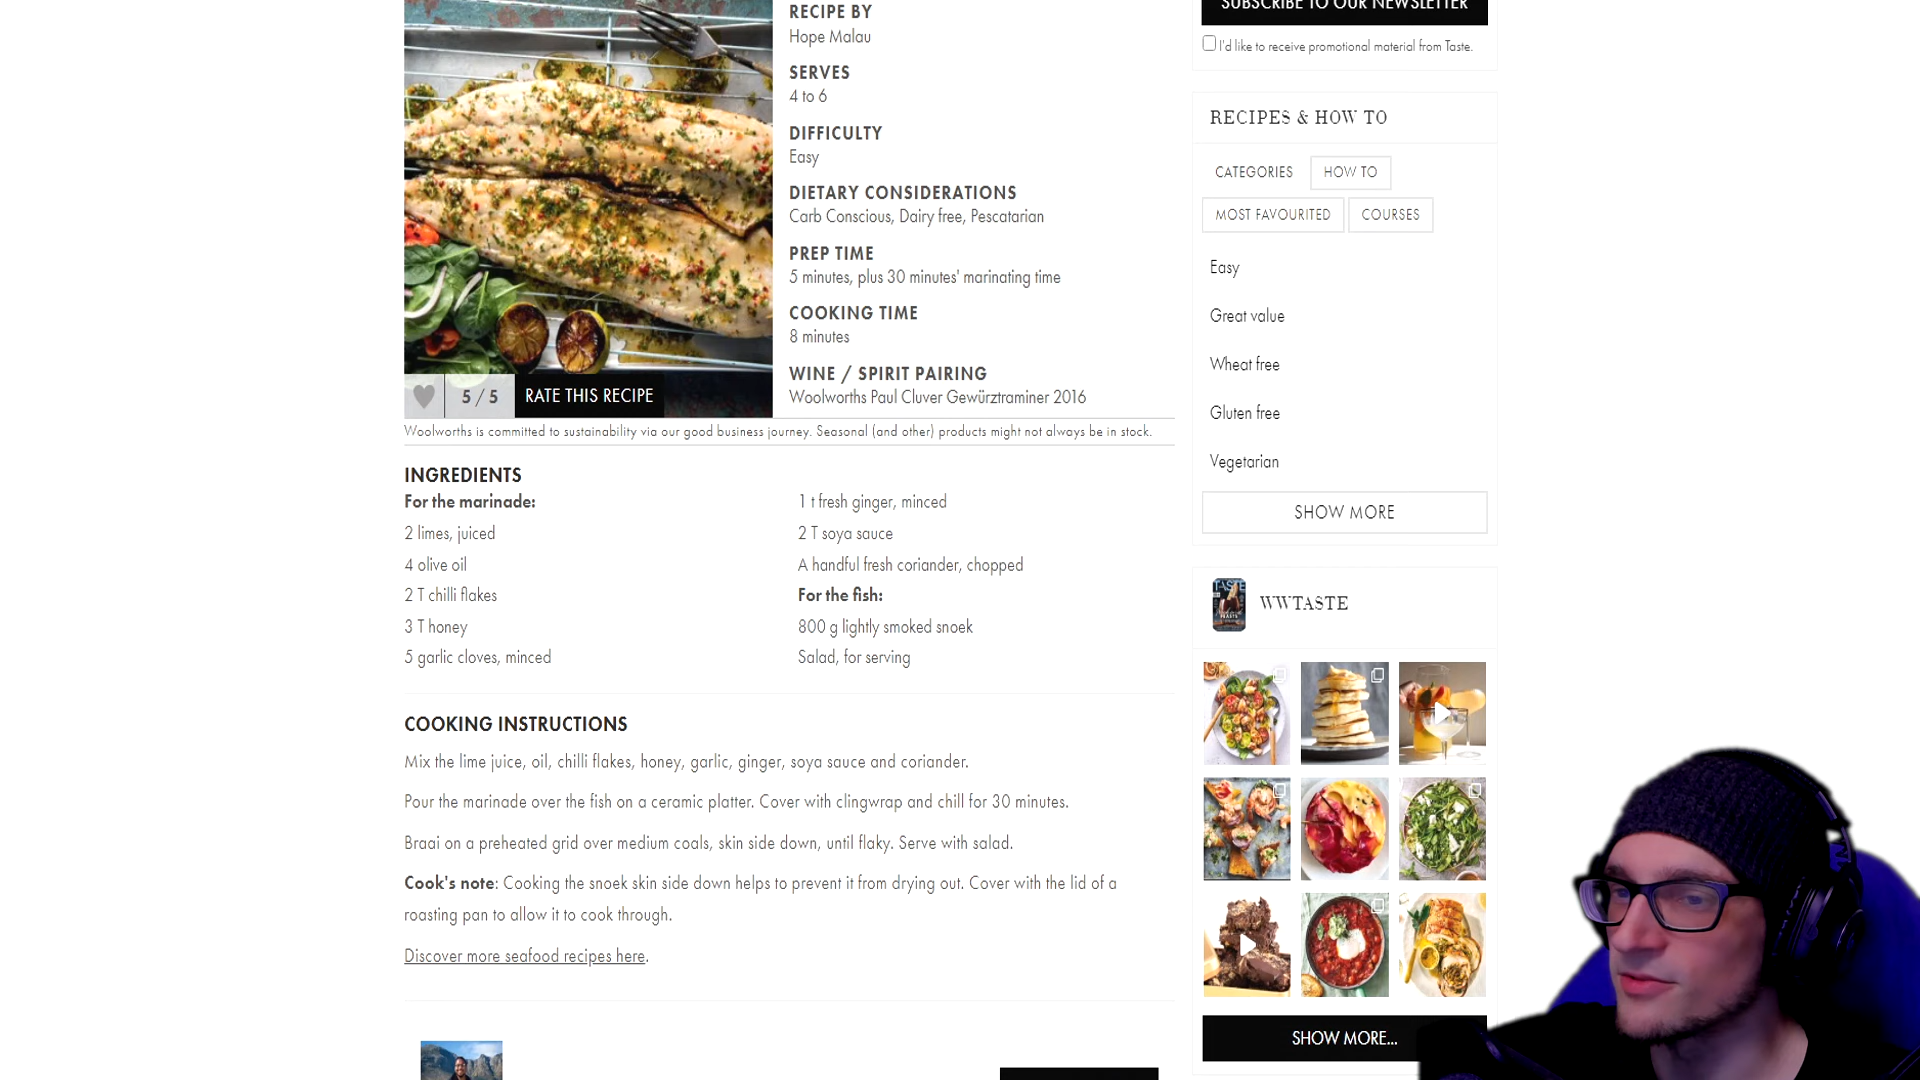 RECIPE BY
Hope Malau
SERVES
4 to 6
DIFFICULTY
Easy
DIETARY CONSIDERATIONS
Carb Conscious, Dairy free, Pescatarian
PREP TIME
5 minutes, plus 30 minutes' marinating time
COOKING TIME
8 minutes
WINE / SPIRIT PAIRING
Woolworths Paul Cluver Gewürztraminer 2016
5 / 5
RATE THIS RECIPE
Woolworths is committed to sustainability via our good business journey. Seasonal (and other) products might not always be in stock.
INGREDIENTS
For the marinade:
2 limes, juiced
4 olive oil
2 T chilli flakes
3 T honey
5 garlic cloves, minced
1 t fresh ginger, minced
2 T soya sauce
A handful fresh coriander, chopped
For the fish:
800 g lightly smoked snoek
Salad, for serving
COOKING INSTRUCTIONS
Mix the lime juice, oil, chilli flakes, honey, garlic, ginger, soya sauce and coriander.
Pour the marinade over the fish on a ceramic platter. Cover with clingwrap and chill for 30 minutes.
Braai on a preheated grid over medium coals, skin side down, until flaky. Serve with salad.
Cook's note: Cooking the snoek skin side down helps to prevent it from drying out. Cover with the lid of a
roasting pan to allow it to cook through.
Discover more seafood recipes here.
SUBSCRIBE TO OUR NEWSLETTER
I'd like to receive promotional material from Taste.
RECIPES & HOW TO
CATEGORIES
HOW TO
MOST FAVOURITED
COURSES
Easy
Great value
Wheat free
Gluten free
Vegetarian
SHOW MORE
TASTE
WWTASTE
SHOW MORE...